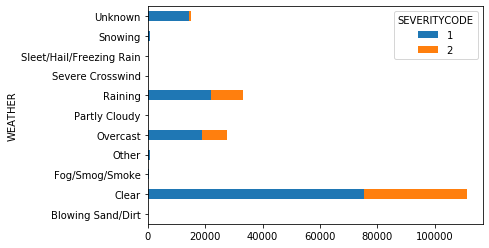 SEVERITYCODE
1
2
WEATHER
Unknown
Snowing
Sleet/Hail/Freezing Rain
Severe Crosswind
Raining
Partly Cloudy
Overcast
Other
Fog/Smog/Smoke
Clear
Blowing Sand/Dirt
0 20000 40000 60000 80000 100000